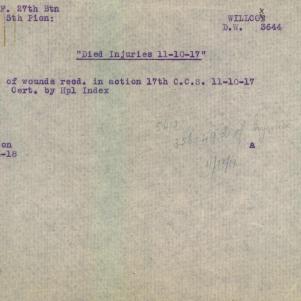 F. 27th Btn
5th Pion:
WILLCOX
D.W. 3644
"Died Injuries 11-10-17"
of wounds recd. in action 17th C.C.S. 11-10-17
Cert. by Hpl Index
on
-18
A